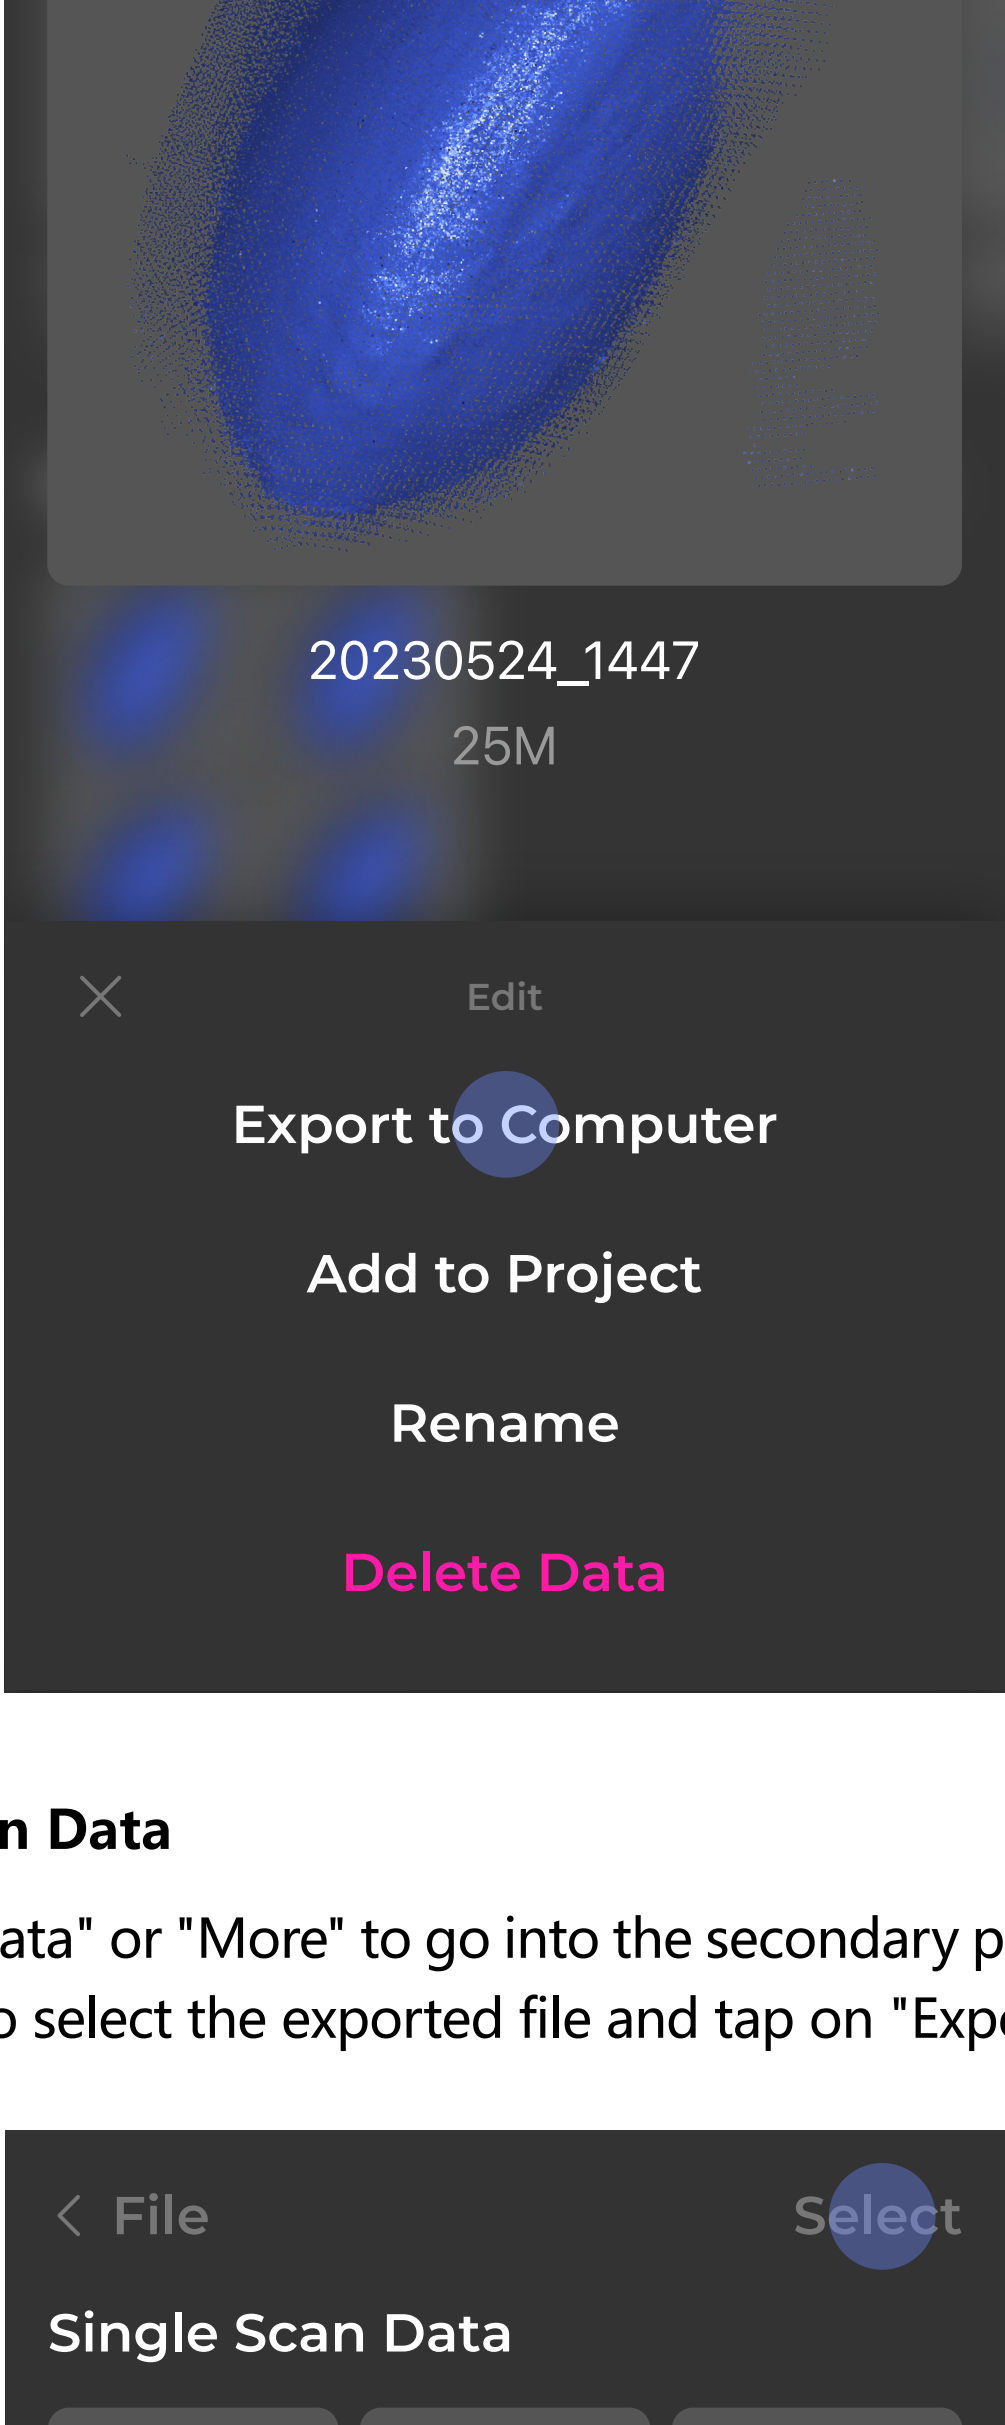 20230524_1447
25M
Edit
Export to Computer
Add to Project
Rename
Delete Data
n Data
ata" or "More" to go into the secondary p
o select the exported file and tap on "Expo
File
Select
Single Scan Data